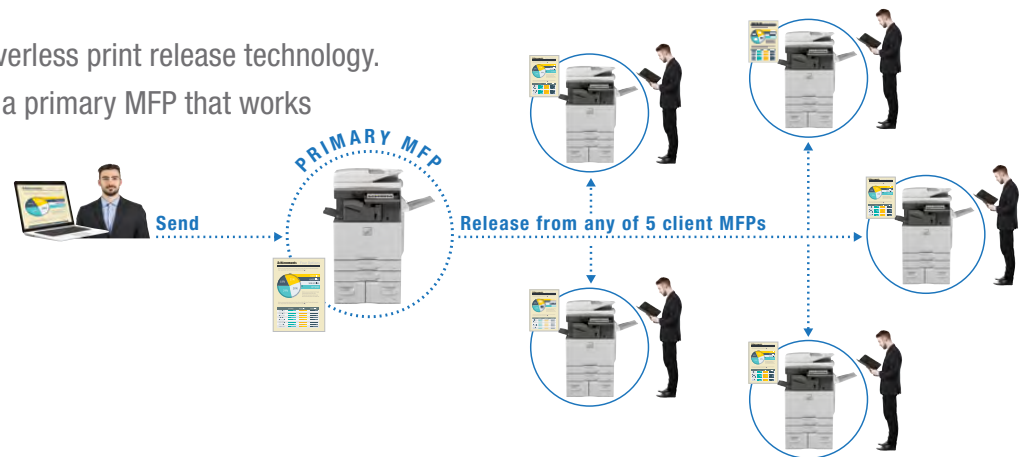 verless print release technology.
a primary MFP that works
PRIMARY MFP
Send
Release from any of 5 client MFPs